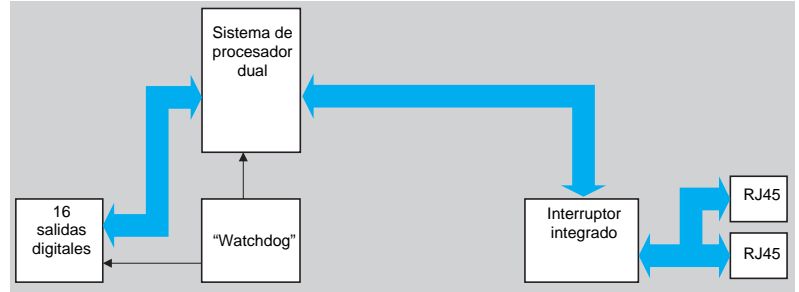 Sistema de
procesador
dual
16
salidas
digitales
“Watchdog”
Interruptor
integrado
RJ45
RJ45